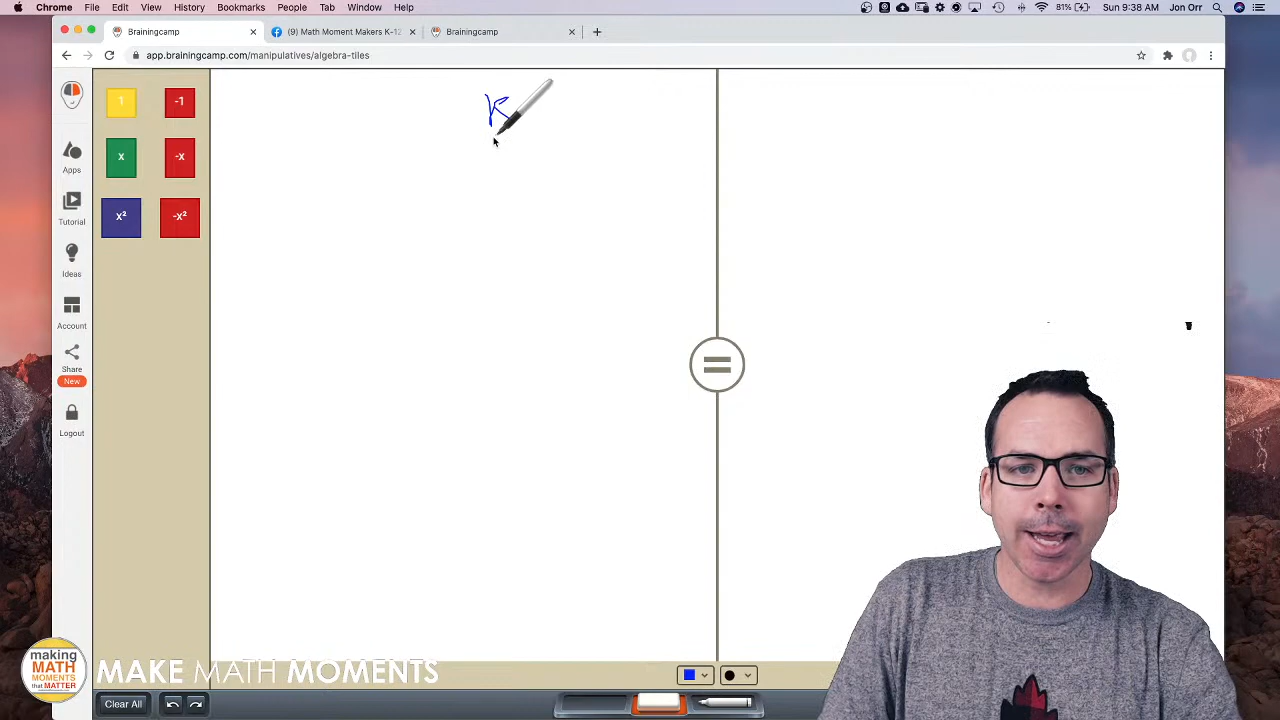 Chrome File Edit View History Bookmarks People Tab Window Help 81% Sun 9:38 AM Jon Orr
Brainingcamp (9) Math Moment Makers K-12 Brainingcamp
app.brainingcamp.com/manipulatives/algebra-tiles
1 -1
x -x
x² -x²
Apps
Tutorial
Ideas
Account
Share
New
Logout
=
making
MATH
MOMENTS
that MATTER
MAKE MATH MOMENTS
Clear All